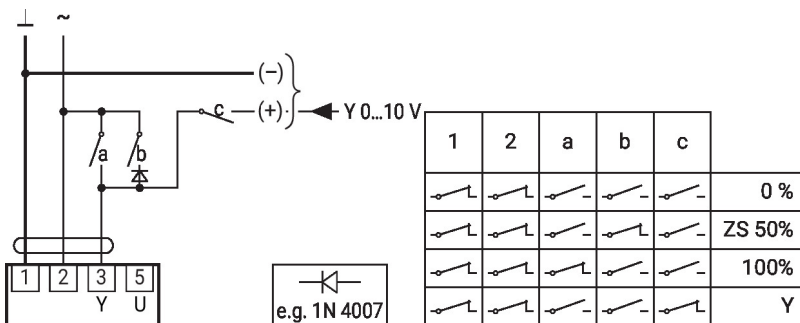 ⊥ ~
(–)
c (+) Y 0...10 V
a b
1 2 3 5
Y U
e.g. 1N 4007
1 2 a b c
0 %
ZS 50%
100%
Y